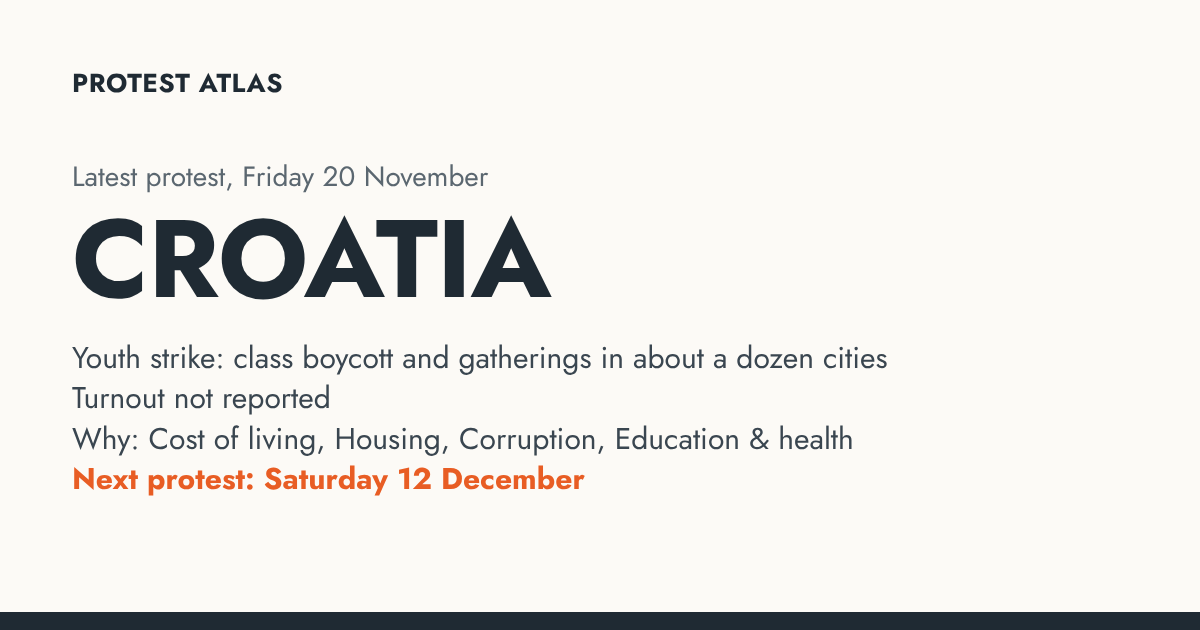 PROTEST ATLAS
Latest protest, Friday 20 November
CROATIA
Youth strike: class boycott and gatherings in about a dozen cities
Turnout not reported
Why: Cost of living, Housing, Corruption, Education & health
Next protest: Saturday 12 December